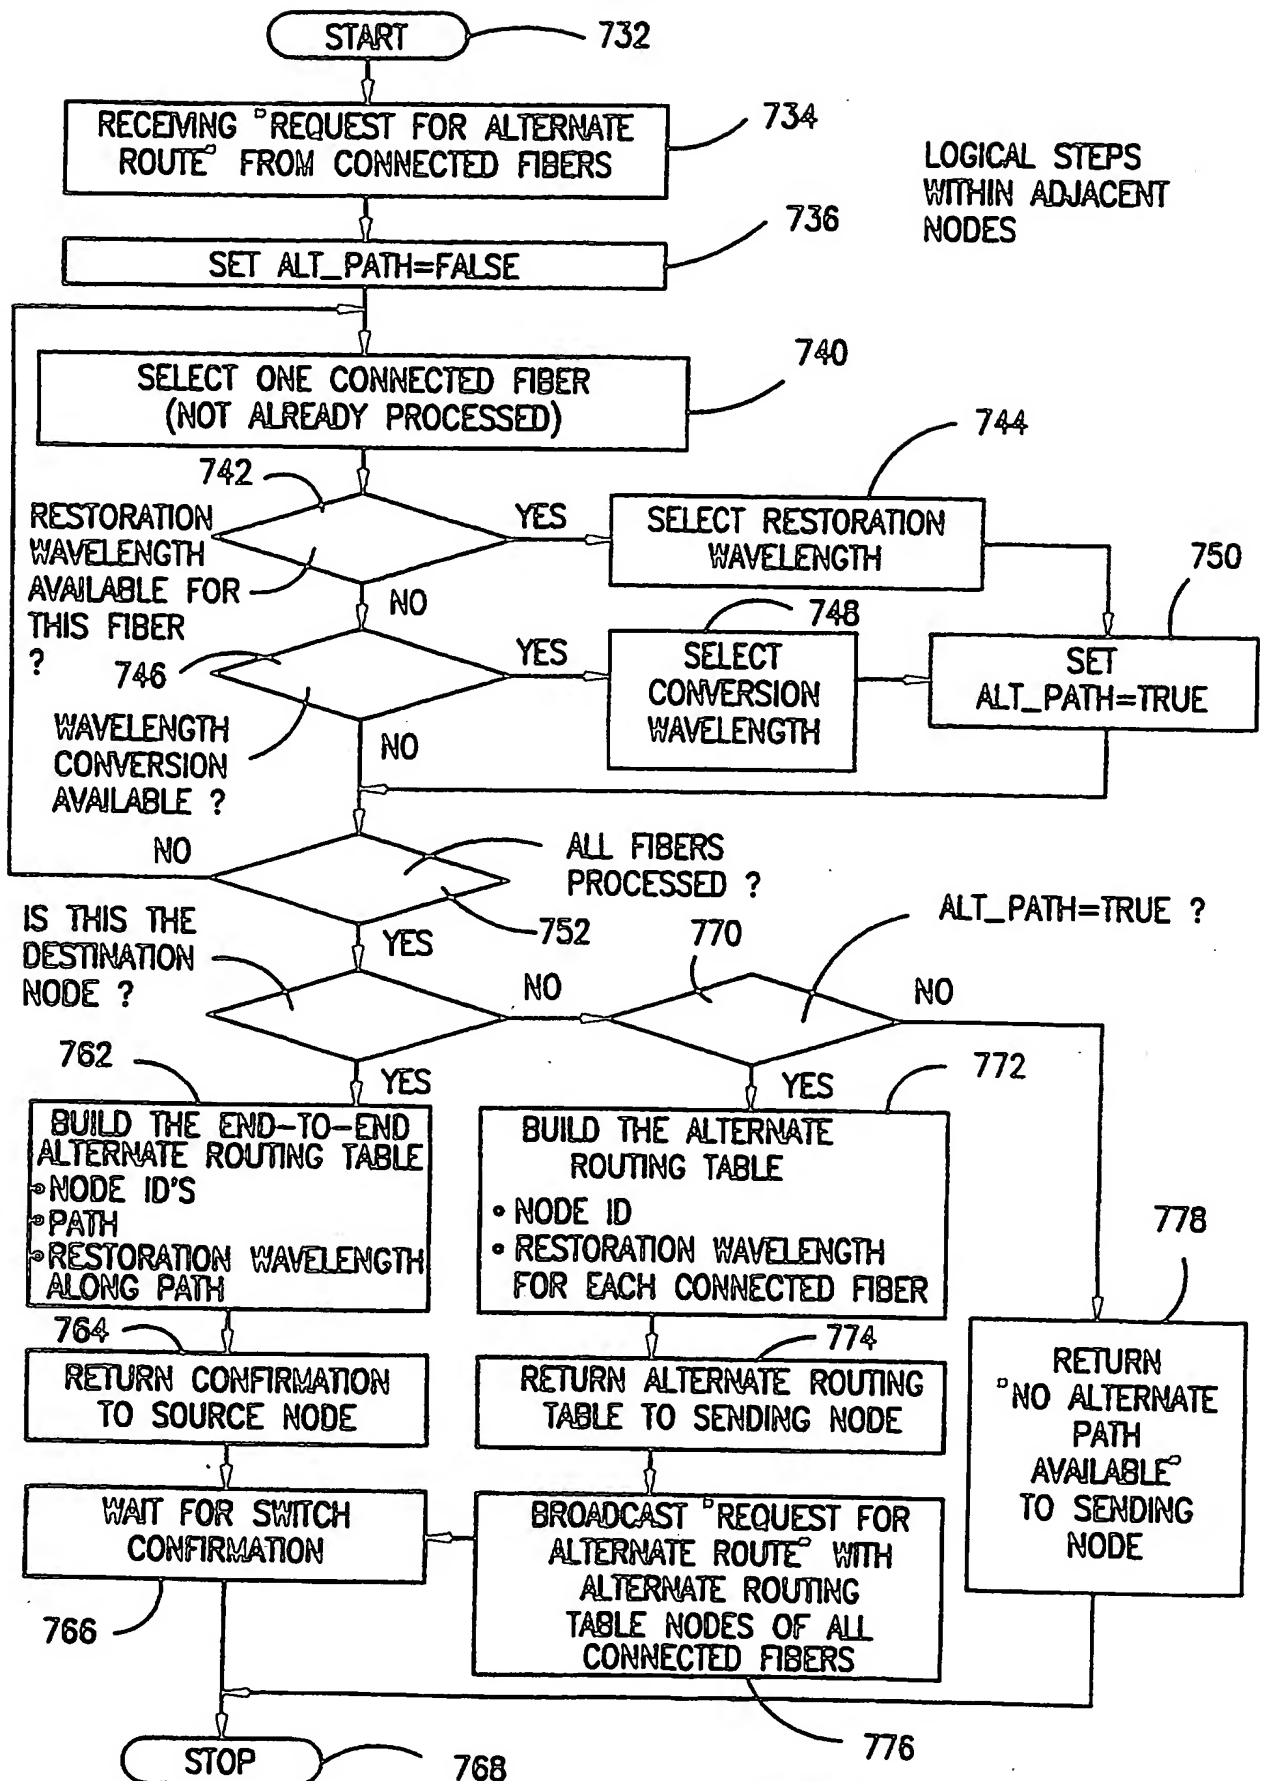 START
732
RECEIVING "REQUEST FOR ALTERNATE
ROUTE" FROM CONNECTED FIBERS
734
LOGICAL STEPS
WITHIN ADJACENT
NODES
736
SET ALT_PATH=FALSE
740
SELECT ONE CONNECTED FIBER
(NOT ALREADY PROCESSED)
742
744
RESTORATION
WAVELENGTH
AVAILABLE FOR
THIS FIBER
?
YES
SELECT RESTORATION
WAVELENGTH
750
NO
746
YES
748
SELECT
CONVERSION
WAVELENGTH
SET
ALT_PATH=TRUE
WAVELENGTH
CONVERSION
AVAILABLE ?
NO
NO
ALL FIBERS
PROCESSED ?
752
YES
IS THIS THE
DESTINATION
NODE ?
NO
770
ALT_PATH=TRUE ?
NO
762
YES
YES
772
BUILD THE END-TO-END
ALTERNATE ROUTING TABLE
• NODE ID'S
• PATH
• RESTORATION WAVELENGTH
ALONG PATH
BUILD THE ALTERNATE
ROUTING TABLE
• NODE ID
• RESTORATION WAVELENGTH
FOR EACH CONNECTED FIBER
778
764
RETURN CONFIRMATION
TO SOURCE NODE
774
RETURN ALTERNATE ROUTING
TABLE TO SENDING NODE
RETURN
"NO ALTERNATE
PATH
AVAILABLE"
TO SENDING
NODE
WAIT FOR SWITCH
CONFIRMATION
766
BROADCAST "REQUEST FOR
ALTERNATE ROUTE" WITH
ALTERNATE ROUTING
TABLE NODES OF ALL
CONNECTED FIBERS
776
STOP
768